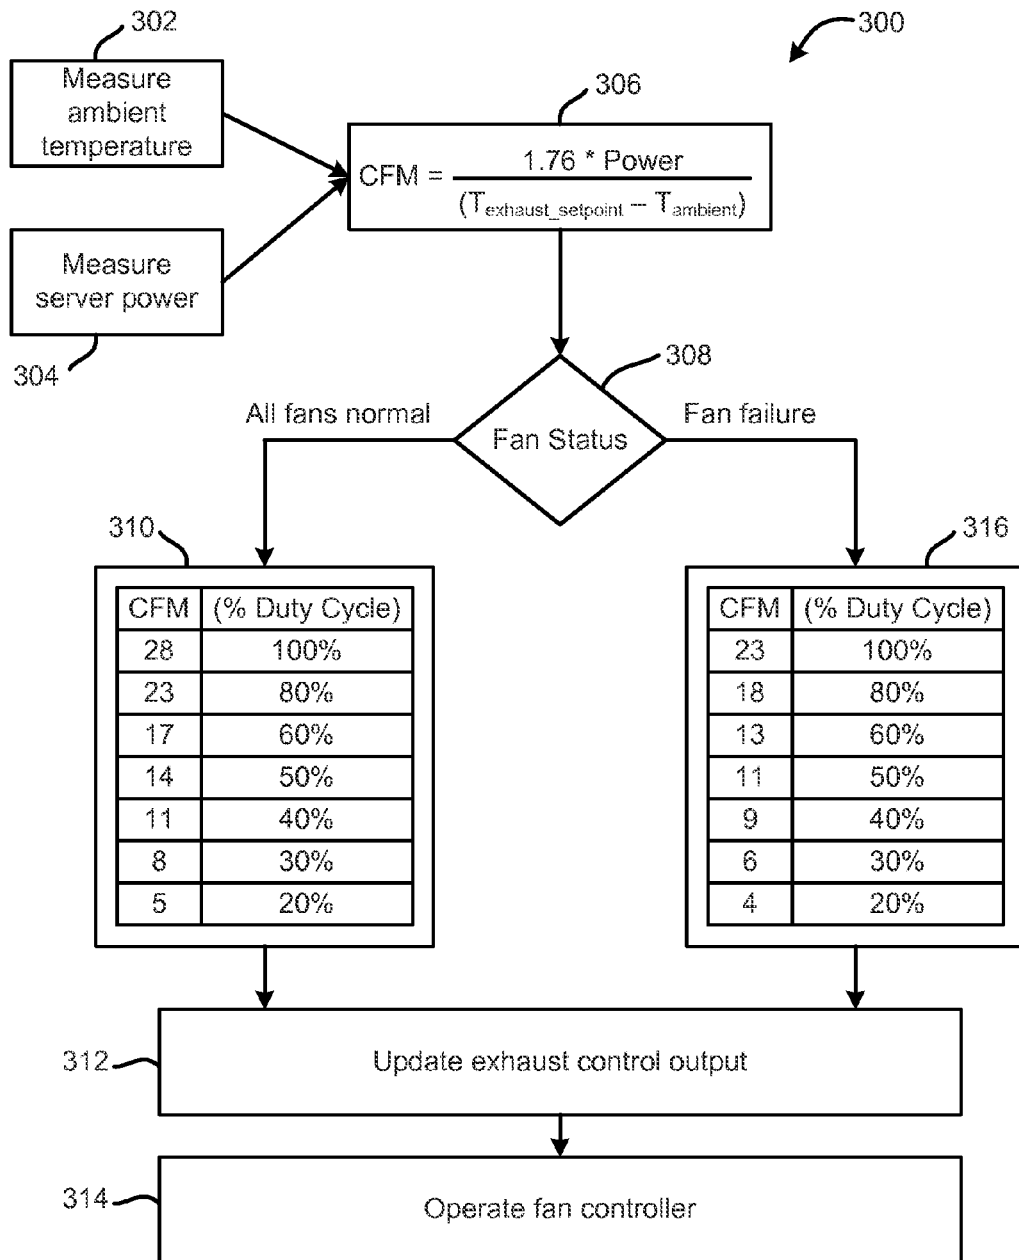 302
300
Measure
ambient
temperature
306
CFM = 1.76 * Power
(T exhaust_setpoint – T ambient)
Measure
server power
304
308
All fans normal
Fan Status
Fan failure
310
316
CFM (% Duty Cycle)
28 100%
23 80%
17 60%
14 50%
11 40%
8 30%
5 20%
CFM (% Duty Cycle)
23 100%
18 80%
13 60%
11 50%
9 40%
6 30%
4 20%
312
Update exhaust control output
314
Operate fan controller